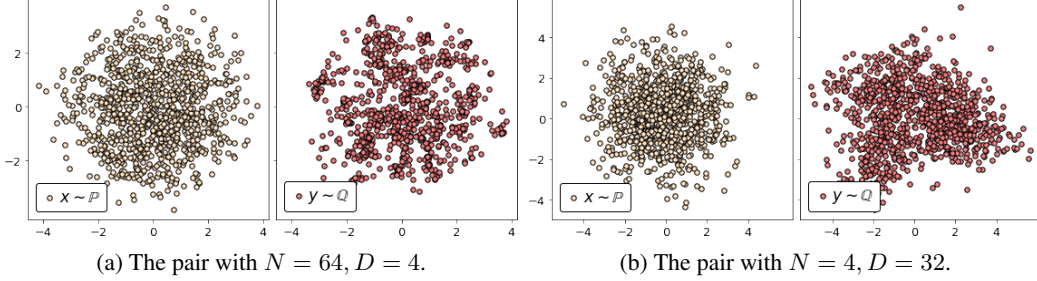 2
0
−2
x ~ ℙ
−4 −2 0 2 4
y ~ ℚ
−4 −2 0 2 4
(a) The pair with N = 64, D = 4.
4
2
0
−2
−4
x ~ ℙ
−4 −2 0 2 4
y ~ ℚ
−4 −2 0 2 4
(b) The pair with N = 4, D = 32.